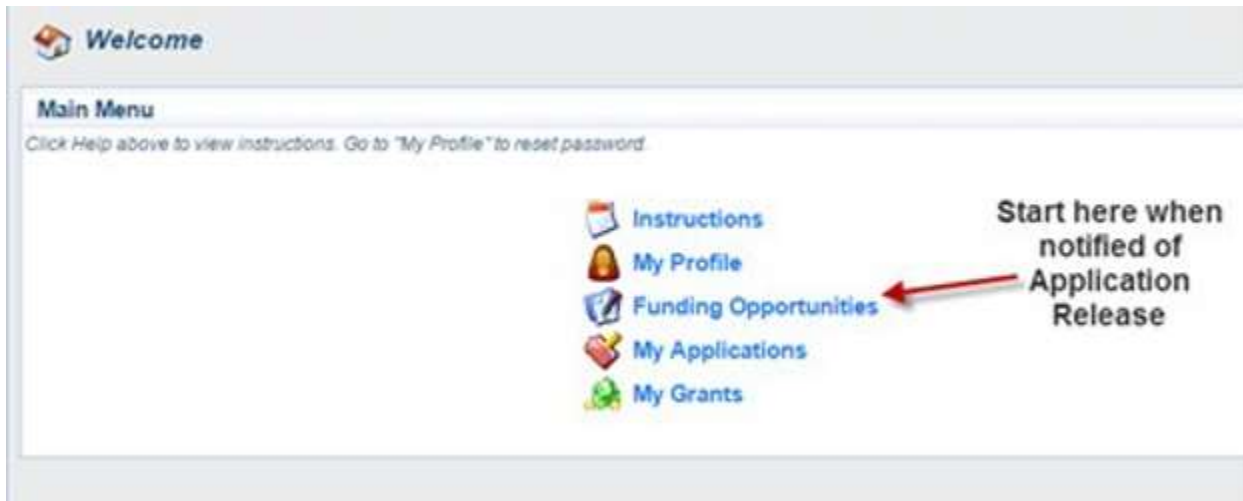 Welcome
Main Menu
Click Help above to view instructions. Go to "My Profile" to reset password.
Instructions
My Profile
Funding Opportunities
My Applications
My Grants
Start here when
notified of
Application
Release